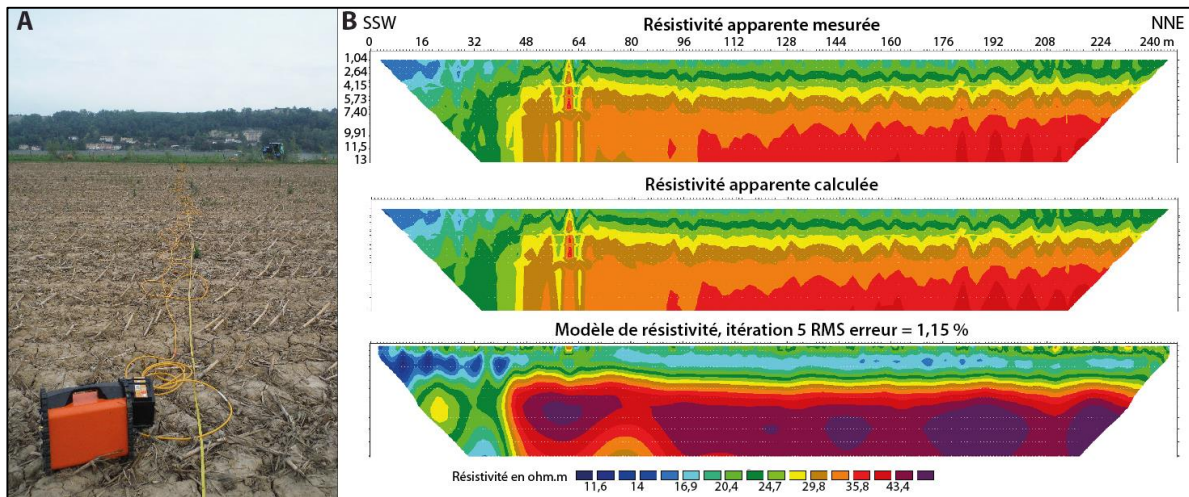 A
B SSW Résistivité apparente mesurée NNE
0 16 32 48 64 80 96 112 128 144 160 176 192 208 224 240 m
1,04
2,64
4,15
5,73
7,40
9,91
11,5
13
Résistivité apparente calculée
Modèle de résistivité, itération 5 RMS erreur = 1,15 %
Résistivité en ohm.m
11,6 14 16,9 20,4 24,7 29,8 35,8 43,4